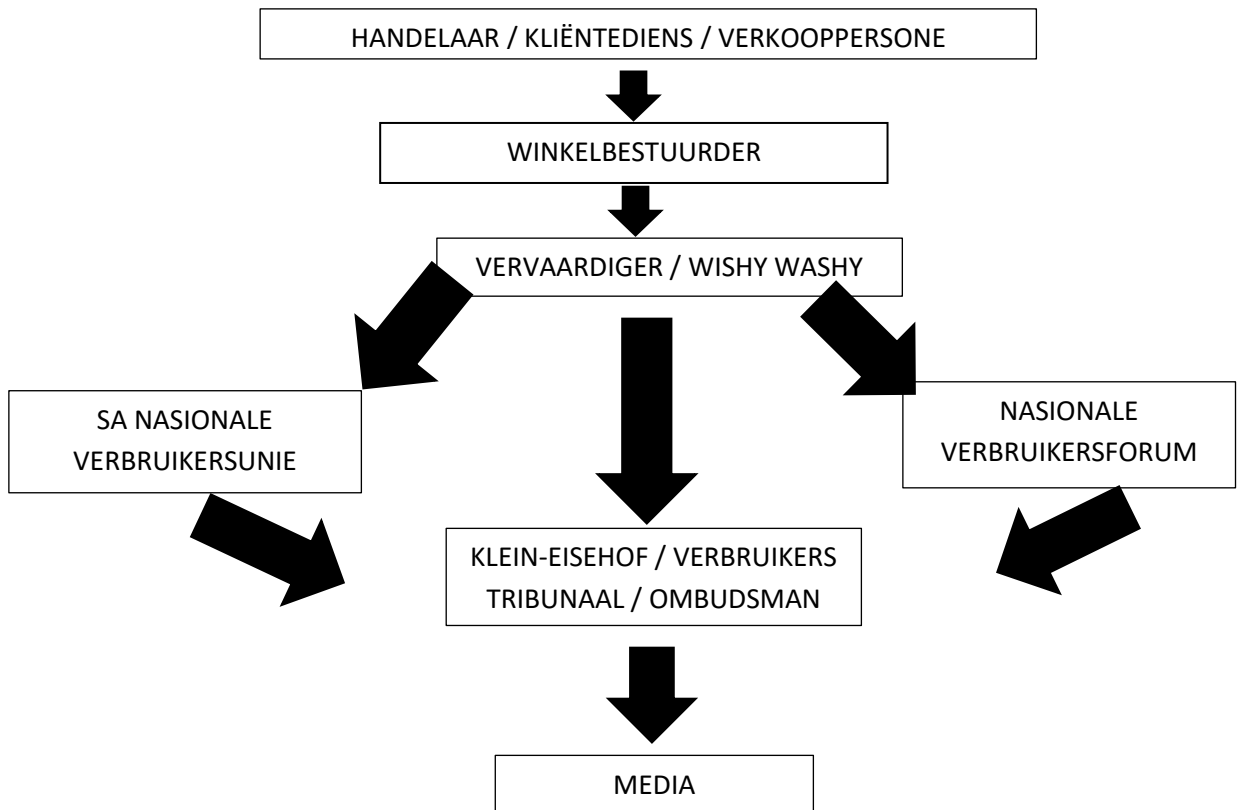 HANDELAAR / KLIËNTEDIENS / VERKOOPPERSONE
WINKELBESTUURDER
VERVAARDIGER / WISHY WASHY
SA NASIONALE
VERBRUIKERSUNIE
NASIONALE
VERBRUIKERSFORUM
KLEIN-EISEHOF / VERBRUIKERS
TRIBUNAAL / OMBUDSMAN
MEDIA